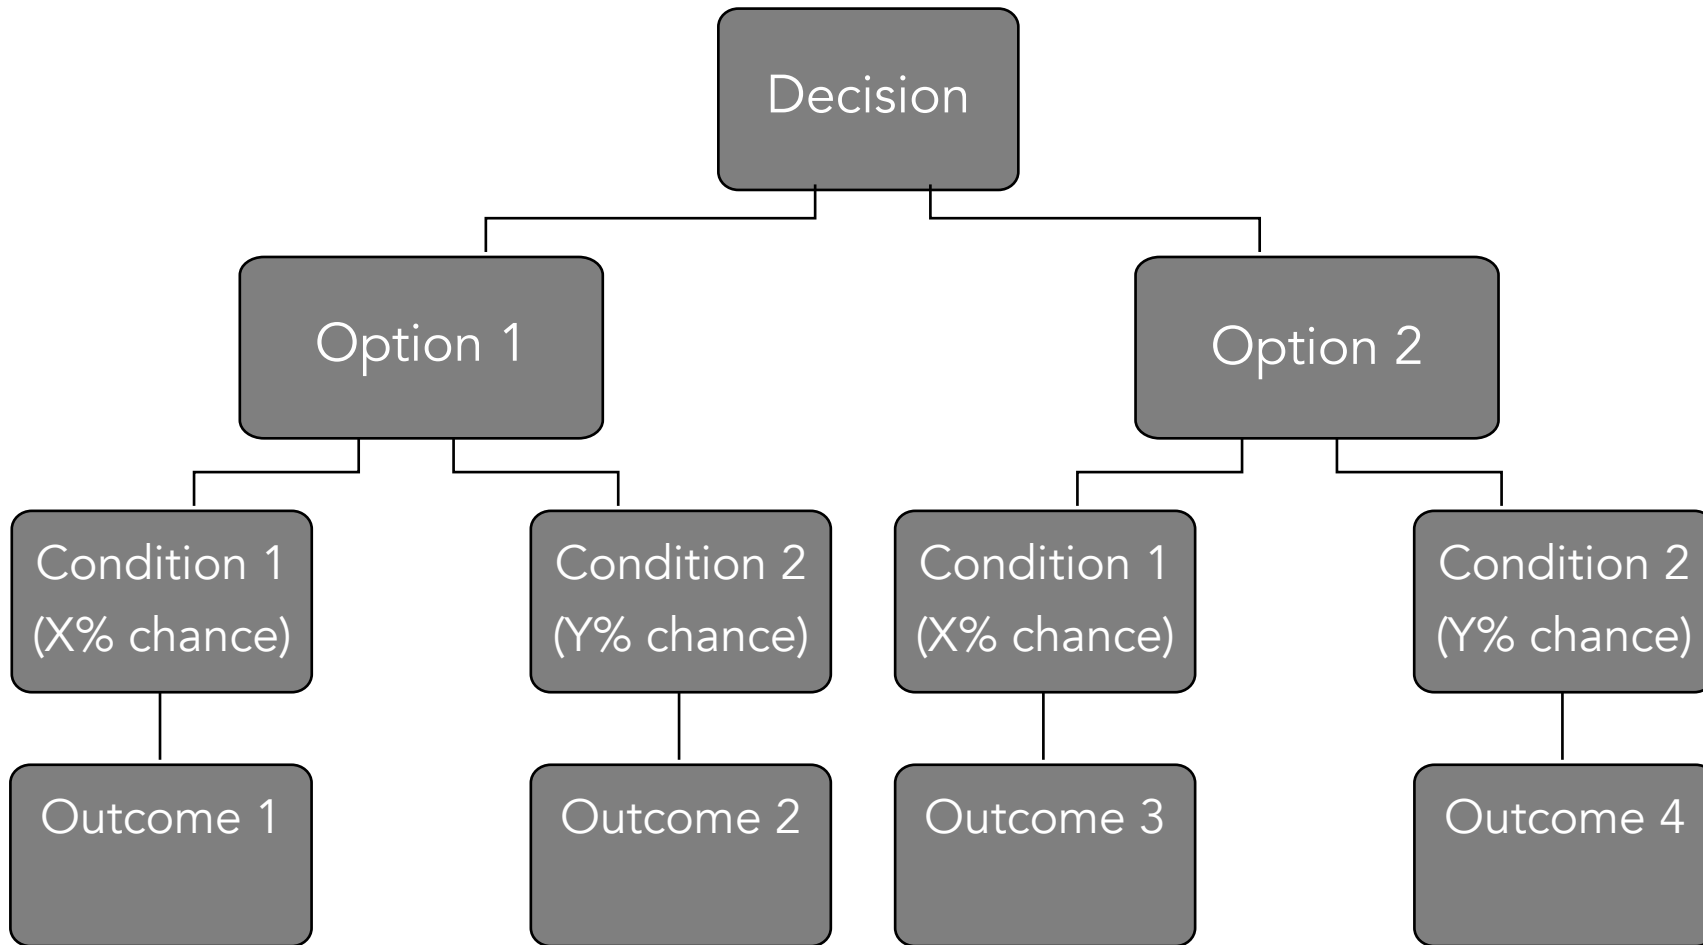 Decision
Option 1
Option 2
Condition 1
(X% chance)
Condition 2
(Y% chance)
Condition 1
(X% chance)
Condition 2
(Y% chance)
Outcome 1
Outcome 2
Outcome 3
Outcome 4